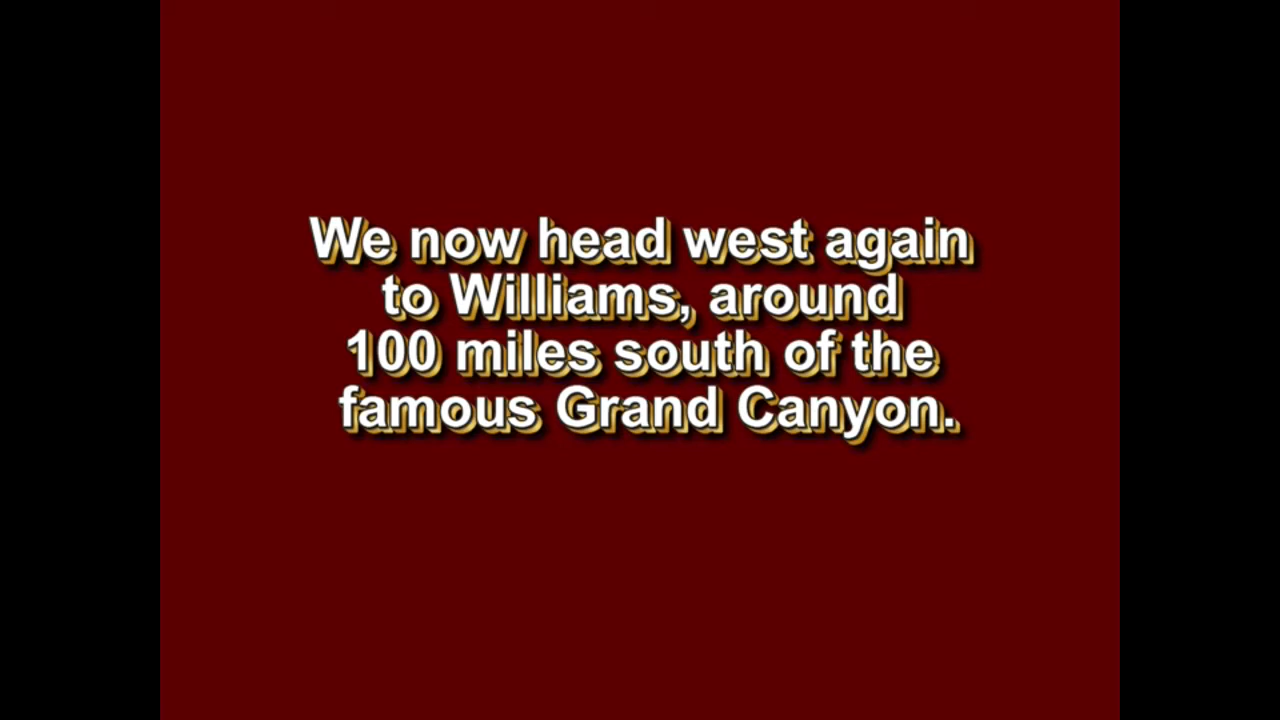 We now head west again
to Williams, around
100 miles south of the
famous Grand Canyon.